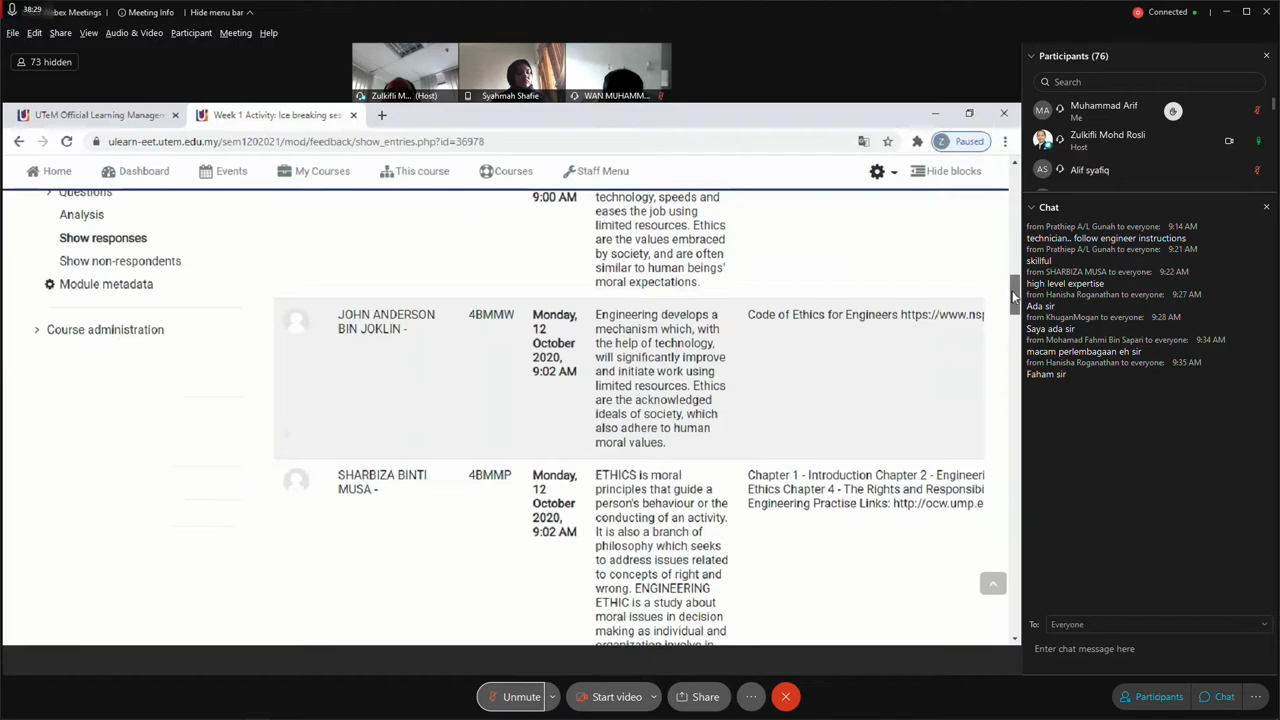 38:29
Webex Meetings
Meeting Info
Hide menu bar
Connected
File Edit Share View Audio & Video Participant Meeting Help
73 hidden
Zulkifli M... (Host)
Syahmah Shafie
WAN MUHAMM...
UTeM Official Learning Manager
Week 1 Activity: Ice breaking ses
ulearn-eet.utem.edu.my/sem1202021/mod/feedback/show_entries.php?id=36978
Z Paused
Home Dashboard Events My Courses This course Courses Staff Menu Hide blocks
Questions
Analysis
Show responses
Show non-respondents
Module metadata
Course administration
9:00 AM
technology, speeds and
eases the job using
limited resources. Ethics
are the values embraced
by society, and are often
similar to human beings'
moral expectations.
JOHN ANDERSON
BIN JOKLIN -
4BMMW
Monday,
12
October
2020,
9:02 AM
Engineering develops a
mechanism which, with
the help of technology,
will significantly improve
and initiate work using
limited resources. Ethics
are the acknowledged
ideals of society, which
also adhere to human
moral values.
Code of Ethics for Engineers https://www.nsp
SHARBIZA BINTI
MUSA -
4BMMP
Monday,
12
October
2020,
9:02 AM
ETHICS is moral
principles that guide a
person's behaviour or the
conducting of an activity.
It is also a branch of
philosophy which seeks
to address issues related
to concepts of right and
wrong. ENGINEERING
ETHIC is a study about
moral issues in decision
making as individual and
organization involve in
Chapter 1 - Introduction Chapter 2 - Engineeri
Ethics Chapter 4 - The Rights and Responsibi
Engineering Practise Links: http://ocw.ump.e
Participants (76)
Search
MA
Muhammad Arif
Me
Zulkifli Mohd Rosli
Host
AS
Alif syafiq
Chat
from Prathiep A/L Gunah to everyone: 9:14 AM
technician.. follow engineer instructions
from Prathiep A/L Gunah to everyone: 9:21 AM
skillful
from SHARBIZA MUSA to everyone: 9:22 AM
high level expertise
from Hanisha Roganathan to everyone: 9:27 AM
Ada sir
from KhuganMogan to everyone: 9:28 AM
Saya ada sir
from Mohamad Fahmi Bin Sapari to everyone: 9:34 AM
macam perlembagaan eh sir
from Hanisha Roganathan to everyone: 9:35 AM
Faham sir
To: Everyone
Enter chat message here
Unmute Start video Share
Participants Chat